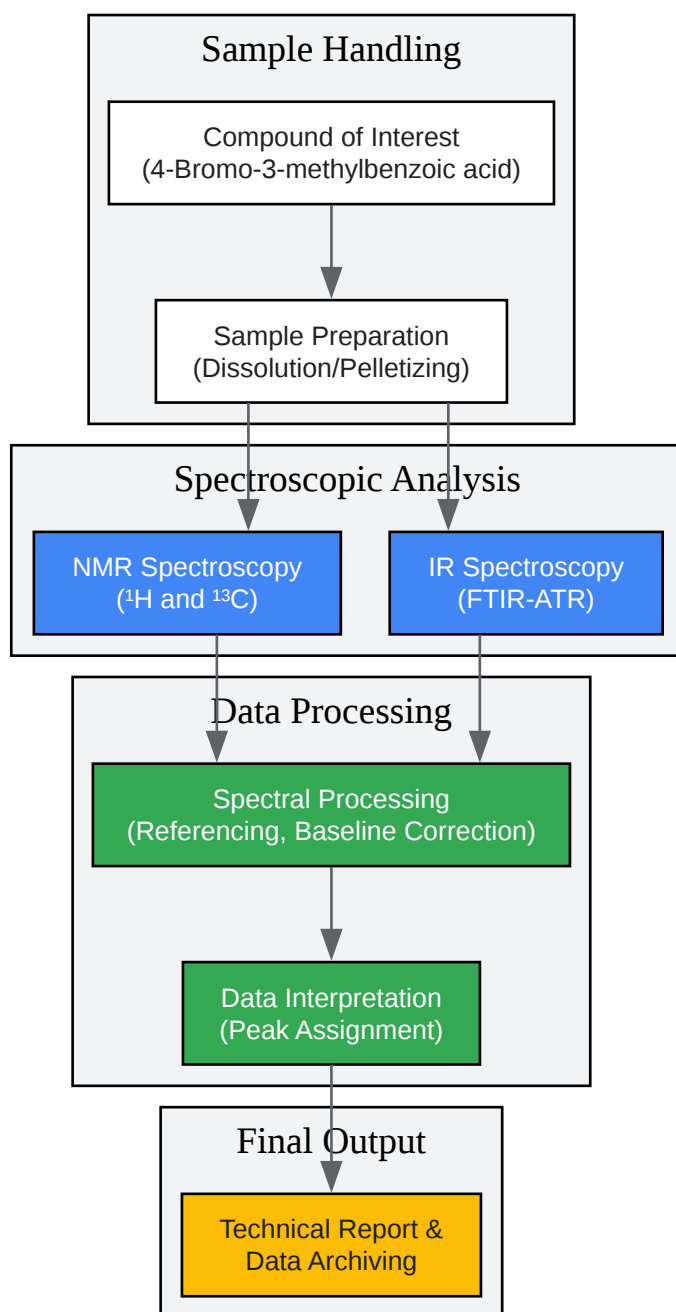 Sample Handling
Compound of Interest
(4-Bromo-3-methylbenzoic acid)
Sample Preparation
(Dissolution/Pelletizing)
Spectroscopic Analysis
NMR Spectroscopy
(¹H and ¹³C)
IR Spectroscopy
(FTIR-ATR)
Data Processing
Spectral Processing
(Referencing, Baseline Correction)
Data Interpretation
(Peak Assignment)
Final Output
Technical Report &
Data Archiving